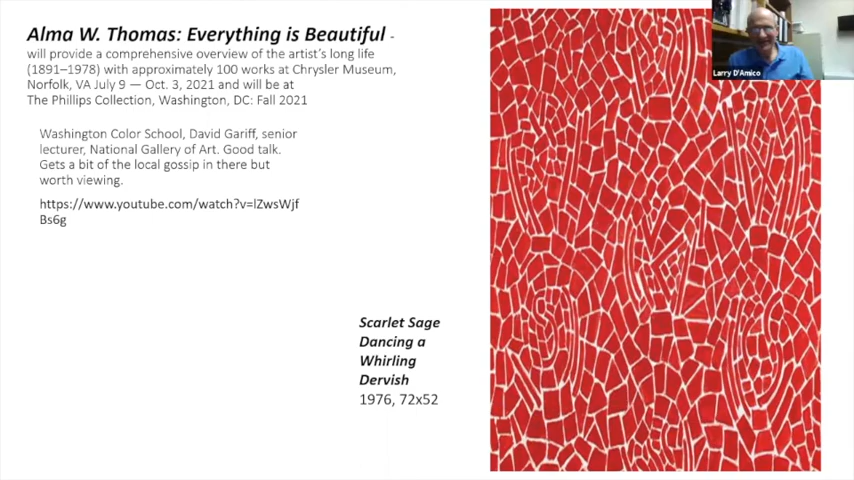 Alma W. Thomas: Everything is Beautiful -
will provide a comprehensive overview of the artist's long life
(1891–1978) with approximately 100 works at Chrysler Museum,
Norfolk, VA July 9 — Oct. 3, 2021 and will be at
The Phillips Collection, Washington, DC: Fall 2021
Washington Color School, David Gariff, senior
lecturer, National Gallery of Art. Good talk.
Gets a bit of the local gossip in there but
worth viewing.
https://www.youtube.com/watch?v=lZwsWjf
Bs6g
Scarlet Sage
Dancing a
Whirling
Dervish
1976, 72x52
Larry D'Amico